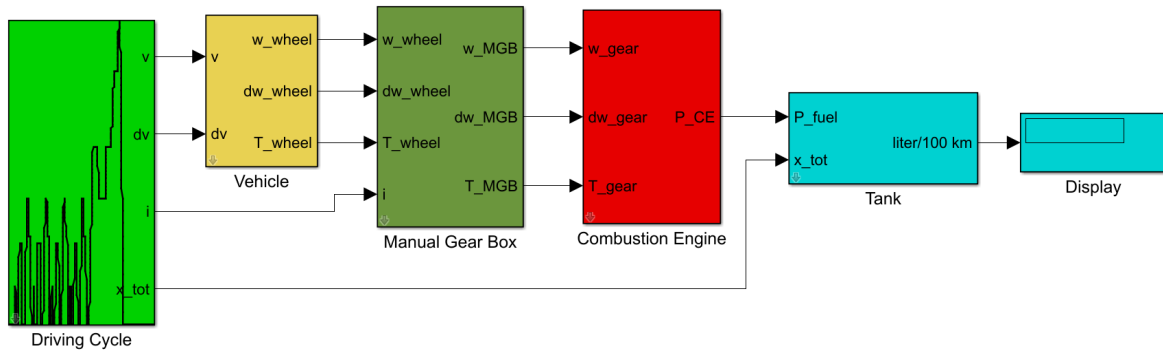 v
dv
i
x_tot
Driving Cycle
v
dv
w_wheel
dw_wheel
T_wheel
Vehicle
w_wheel
dw_wheel
T_wheel
i
w_MGB
dw_MGB
T_MGB
Manual Gear Box
w_gear
dw_gear
T_gear
P_CE
Combustion Engine
P_fuel
x_tot
liter/100 km
Tank
Display